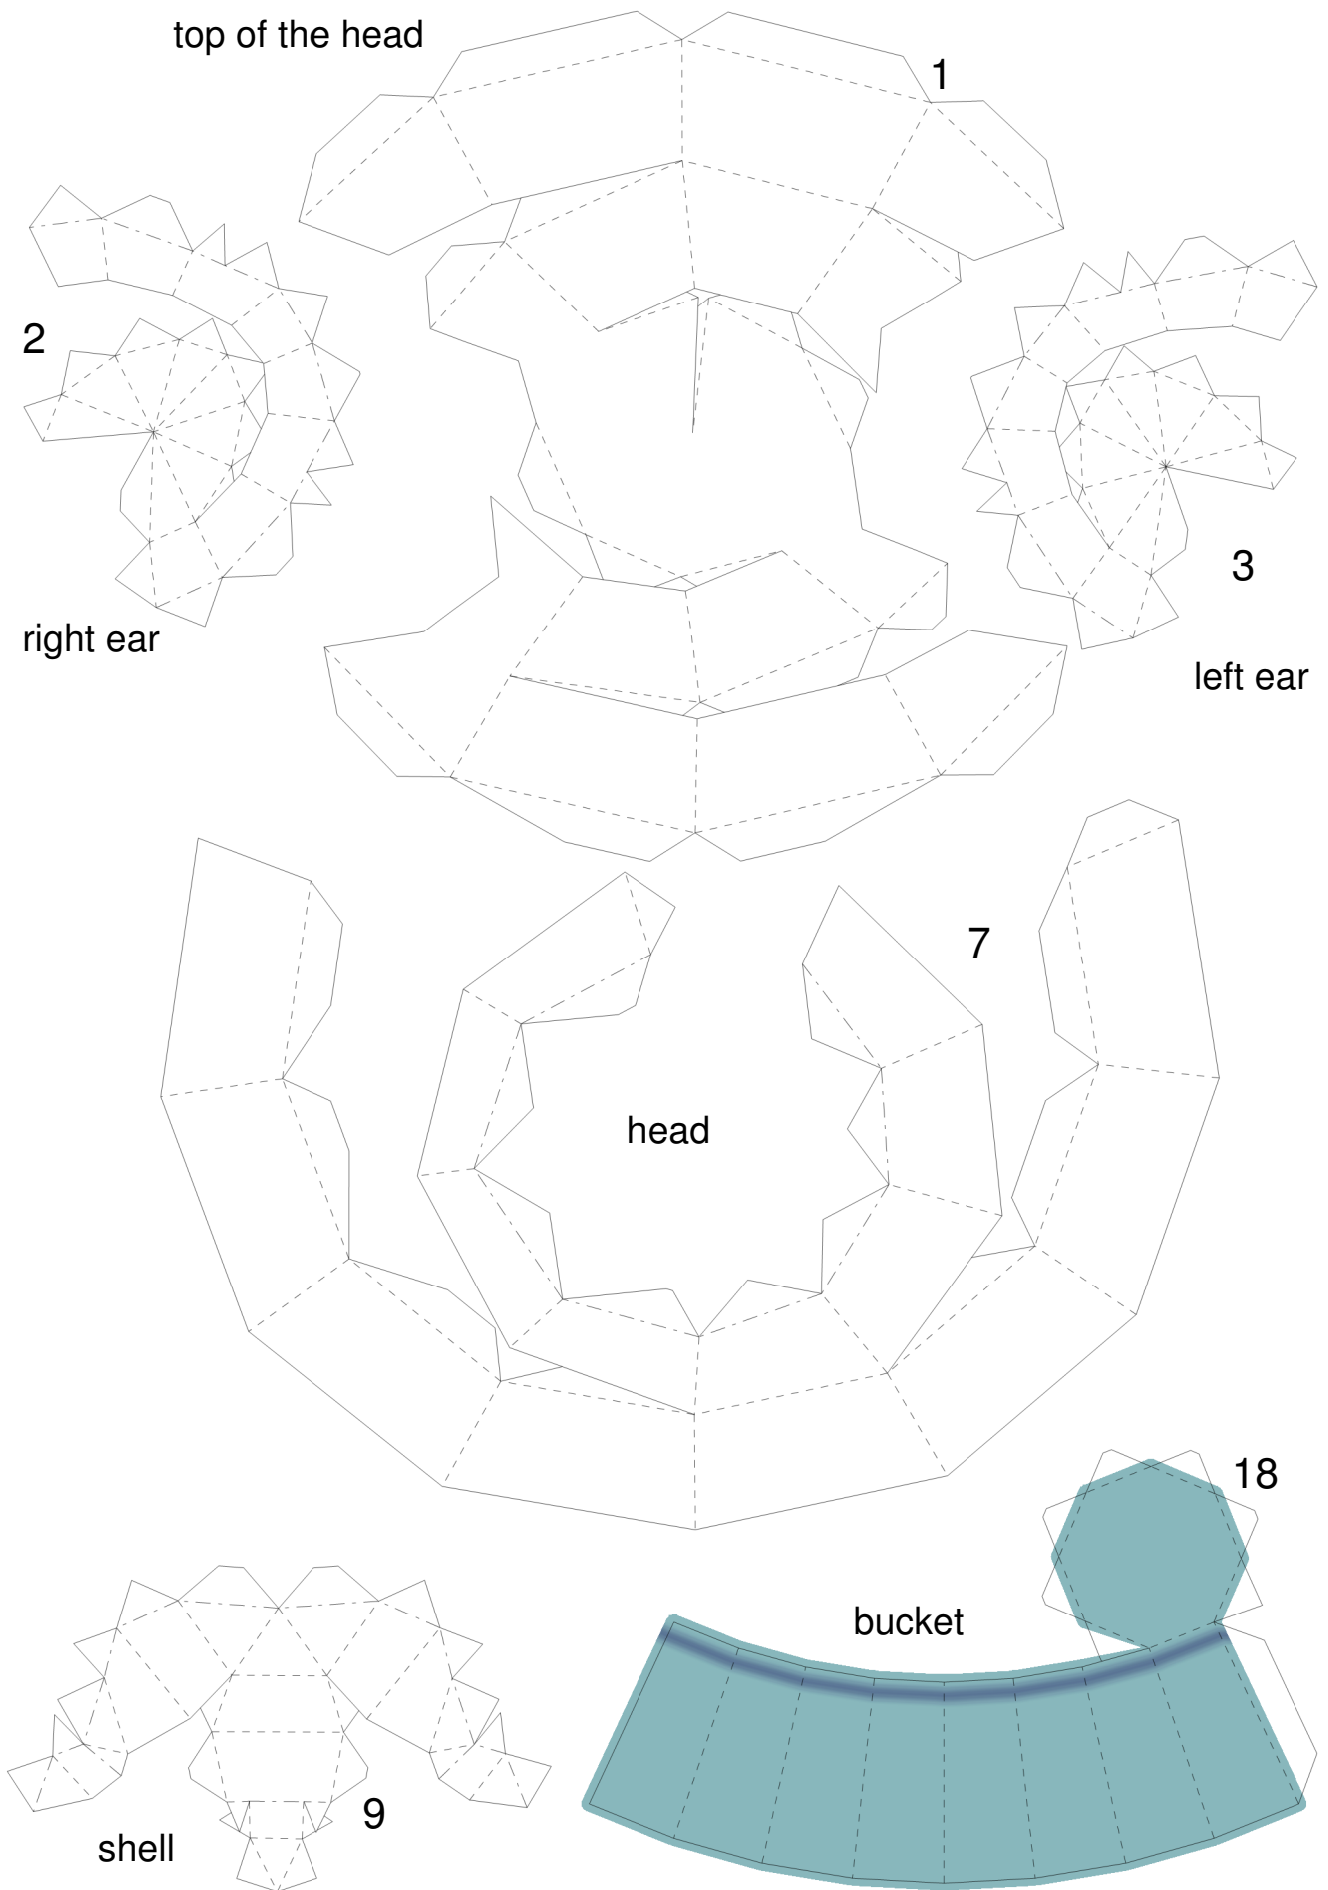 top of the head
1
2
right ear
3
left ear
7
head
18
bucket
9
shell